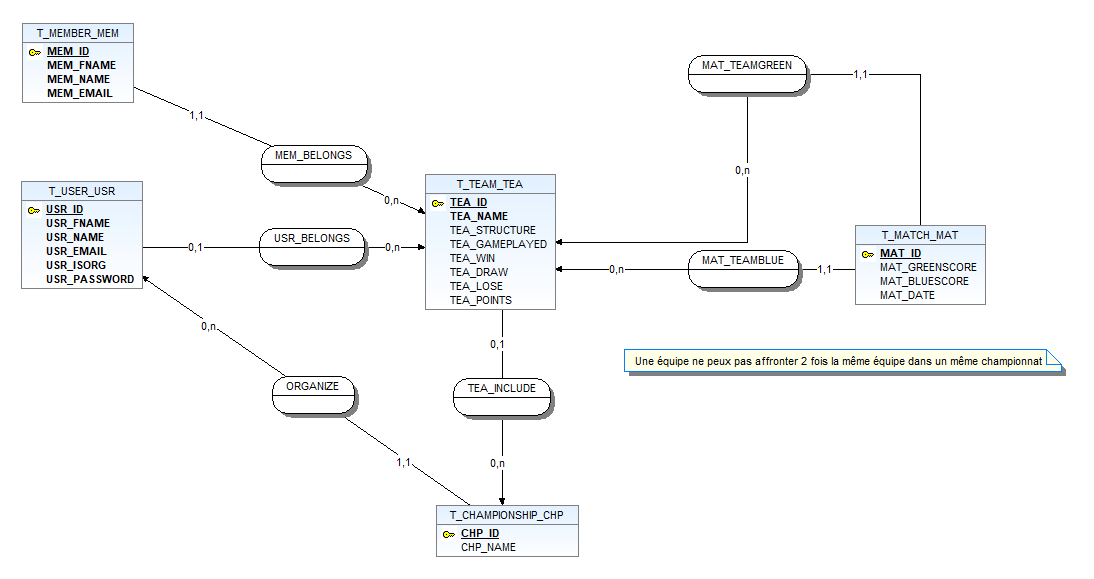 T_MEMBER_MEM
MEM_ID
MEM_FNAME
MEM_NAME
MEM_EMAIL
1,1
MEM_BELONGS
0,n
T_USER_USR
USR_ID
USR_FNAME
USR_NAME
USR_EMAIL
USR_ISORG
USR_PASSWORD
0,1
USR_BELONGS
0,n
T_TEAM_TEA
TEA_ID
TEA_NAME
TEA_STRUCTURE
TEA_GAMEPLAYED
TEA_WIN
TEA_DRAW
TEA_LOSE
TEA_POINTS
MAT_TEAMGREEN
1,1
0,n
T_MATCH_MAT
MAT_ID
MAT_GREENSCORE
MAT_BLUESCORE
MAT_DATE
0,n
MAT_TEAMBLUE
1,1
Une équipe ne peux pas affronter 2 fois la même équipe dans un même championnat
0,n
ORGANIZE
1,1
0,1
TEA_INCLUDE
0,n
T_CHAMPIONSHIP_CHP
CHP_ID
CHP_NAME